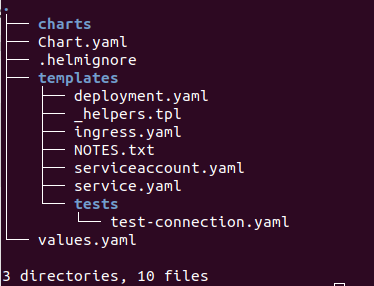 .
├── charts
├── Chart.yaml
├── .helmignore
├── templates
│   ├── deployment.yaml
│   ├── _helpers.tpl
│   ├── ingress.yaml
│   ├── NOTES.txt
│   ├── serviceaccount.yaml
│   ├── service.yaml
│   └── tests
│       └── test-connection.yaml
└── values.yaml
3 directories, 10 files